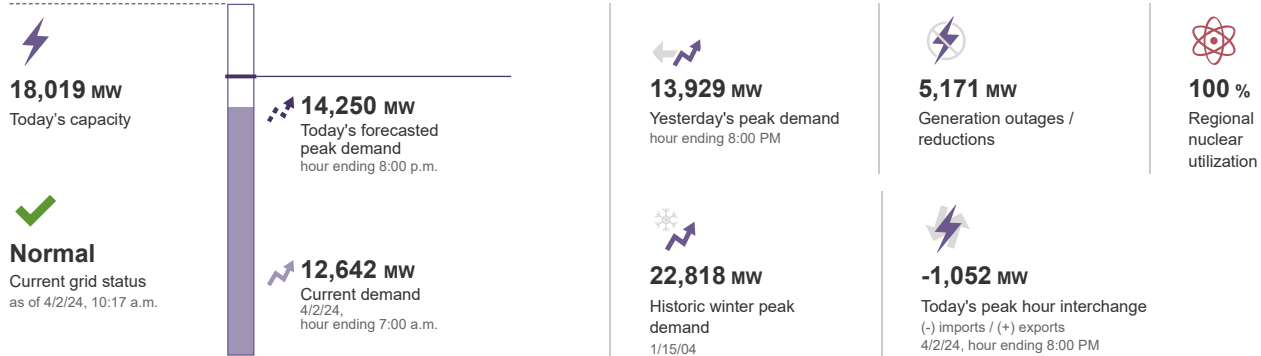 18,019 MW
Today's capacity
Normal
Current grid status
as of 4/2/24, 10:17 a.m.
14,250 MW
Today's forecasted
peak demand
hour ending 8:00 p.m.
12,642 MW
Current demand
4/2/24,
hour ending 7:00 a.m.
13,929 MW
Yesterday's peak demand
hour ending 8:00 PM
5,171 MW
Generation outages /
reductions
100 %
Regional
nuclear
utilization
22,818 MW
Historic winter peak
demand
1/15/04
-1,052 MW
Today's peak hour interchange
(-) imports / (+) exports
4/2/24, hour ending 8:00 PM